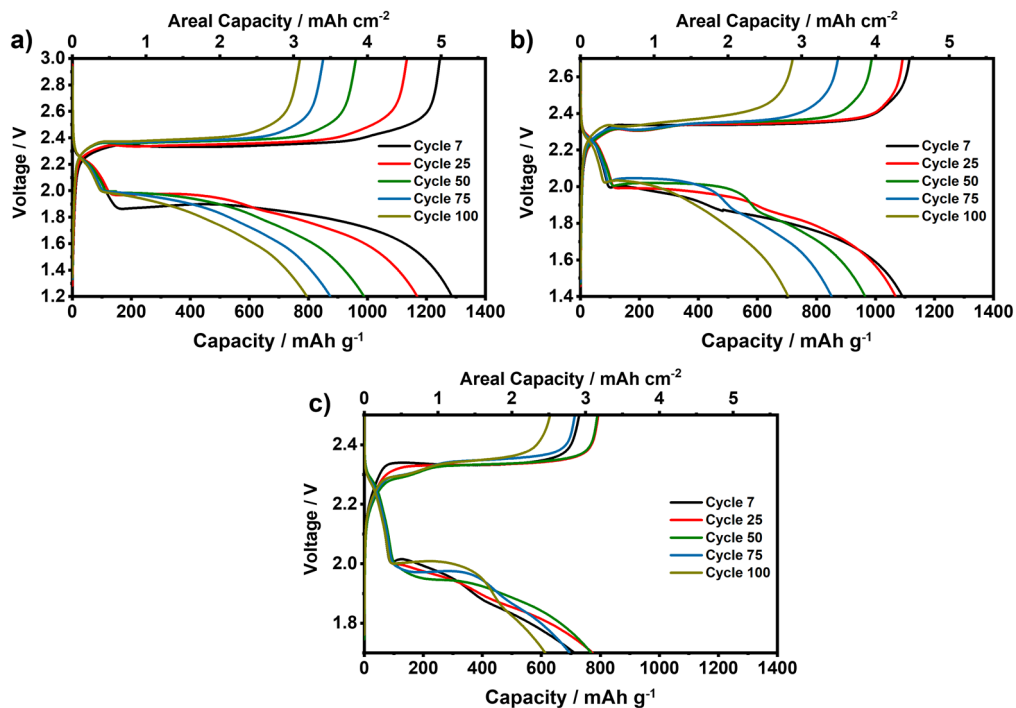 a)
Areal Capacity / mAh cm-2
0 1 2 3 4 5
3.0
2.8
2.6
2.4
2.2
2.0
1.8
1.6
1.4
1.2
Voltage / V
Cycle 7
Cycle 25
Cycle 50
Cycle 75
Cycle 100
0 200 400 600 800 1000 1200 1400
Capacity / mAh g-1
b)
Areal Capacity / mAh cm-2
0 1 2 3 4 5
2.6
2.4
2.2
2.0
1.8
1.6
1.4
Voltage / V
Cycle 7
Cycle 25
Cycle 50
Cycle 75
Cycle 100
0 200 400 600 800 1000 1200 1400
Capacity / mAh g-1
c)
Areal Capacity / mAh cm-2
0 1 2 3 4 5
2.4
2.2
2.0
1.8
Voltage / V
Cycle 7
Cycle 25
Cycle 50
Cycle 75
Cycle 100
0 200 400 600 800 1000 1200 1400
Capacity / mAh g-1